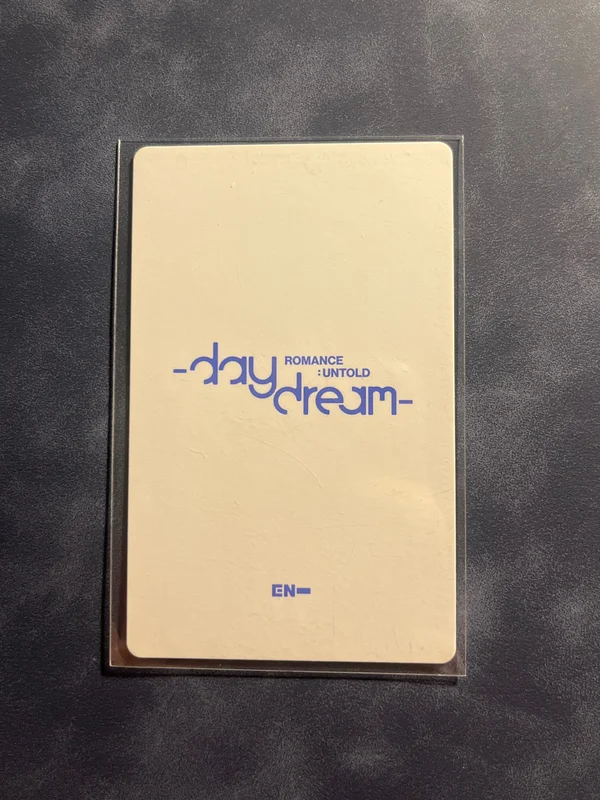 -day
ROMANCE
: UNTOLD
dream-
EN-